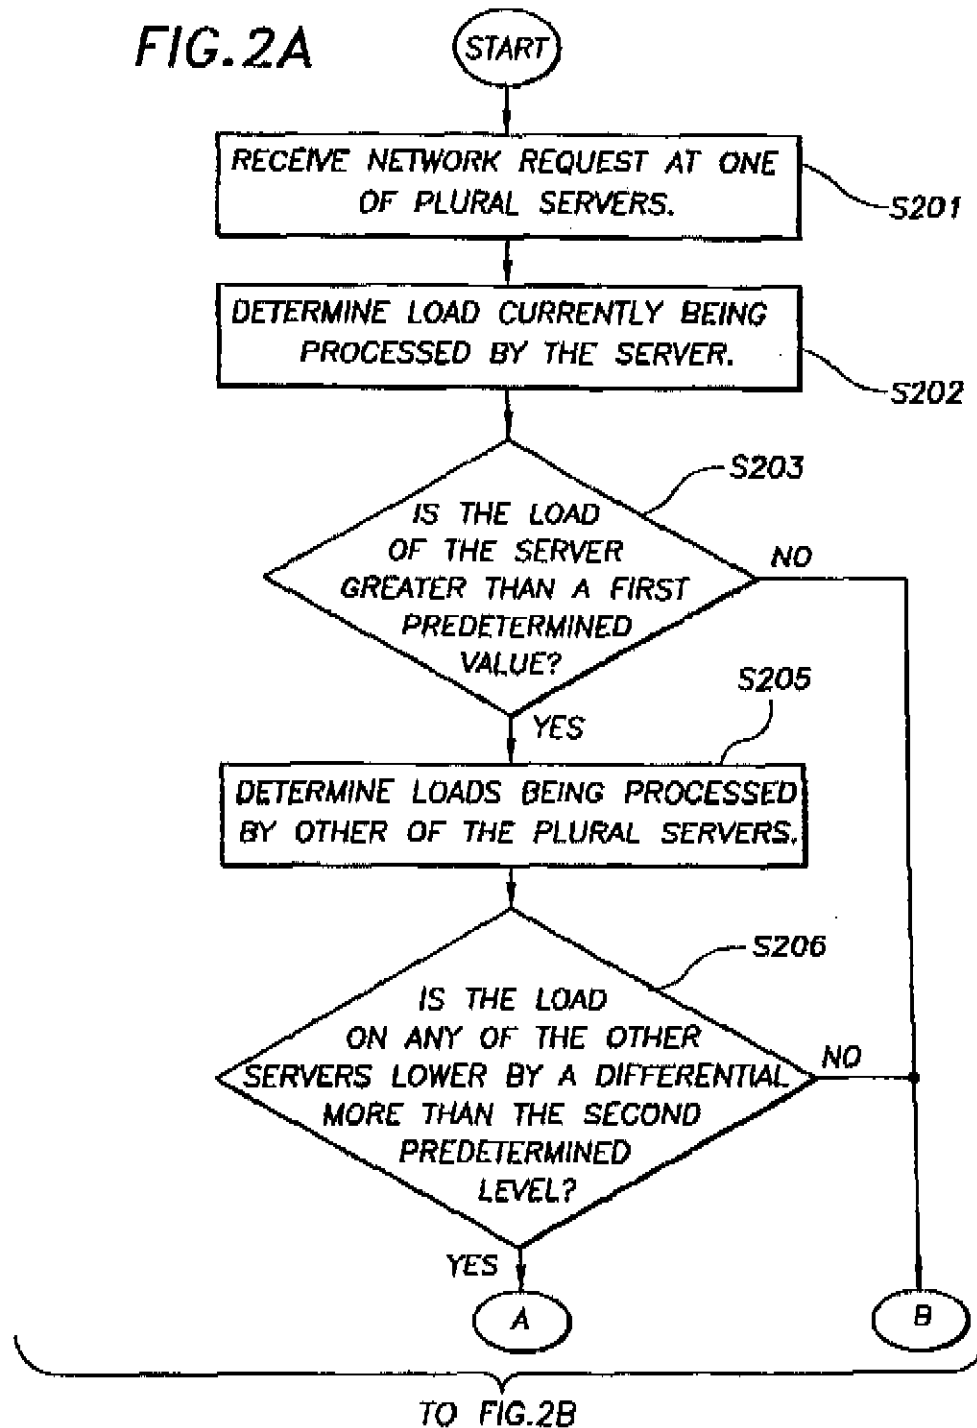 FIG.2A
START
RECEIVE NETWORK REQUEST AT ONE
OF PLURAL SERVERS.
S201
DETERMINE LOAD CURRENTLY BEING
PROCESSED BY THE SERVER.
S202
S203
IS THE LOAD
OF THE SERVER
GREATER THAN A FIRST
PREDETERMINED
VALUE?
NO
YES
S205
DETERMINE LOADS BEING PROCESSED
BY OTHER OF THE PLURAL SERVERS.
S206
IS THE LOAD
ON ANY OF THE OTHER
SERVERS LOWER BY A DIFFERENTIAL
MORE THAN THE SECOND
PREDETERMINED
LEVEL?
NO
YES
A
B
TO FIG.2B